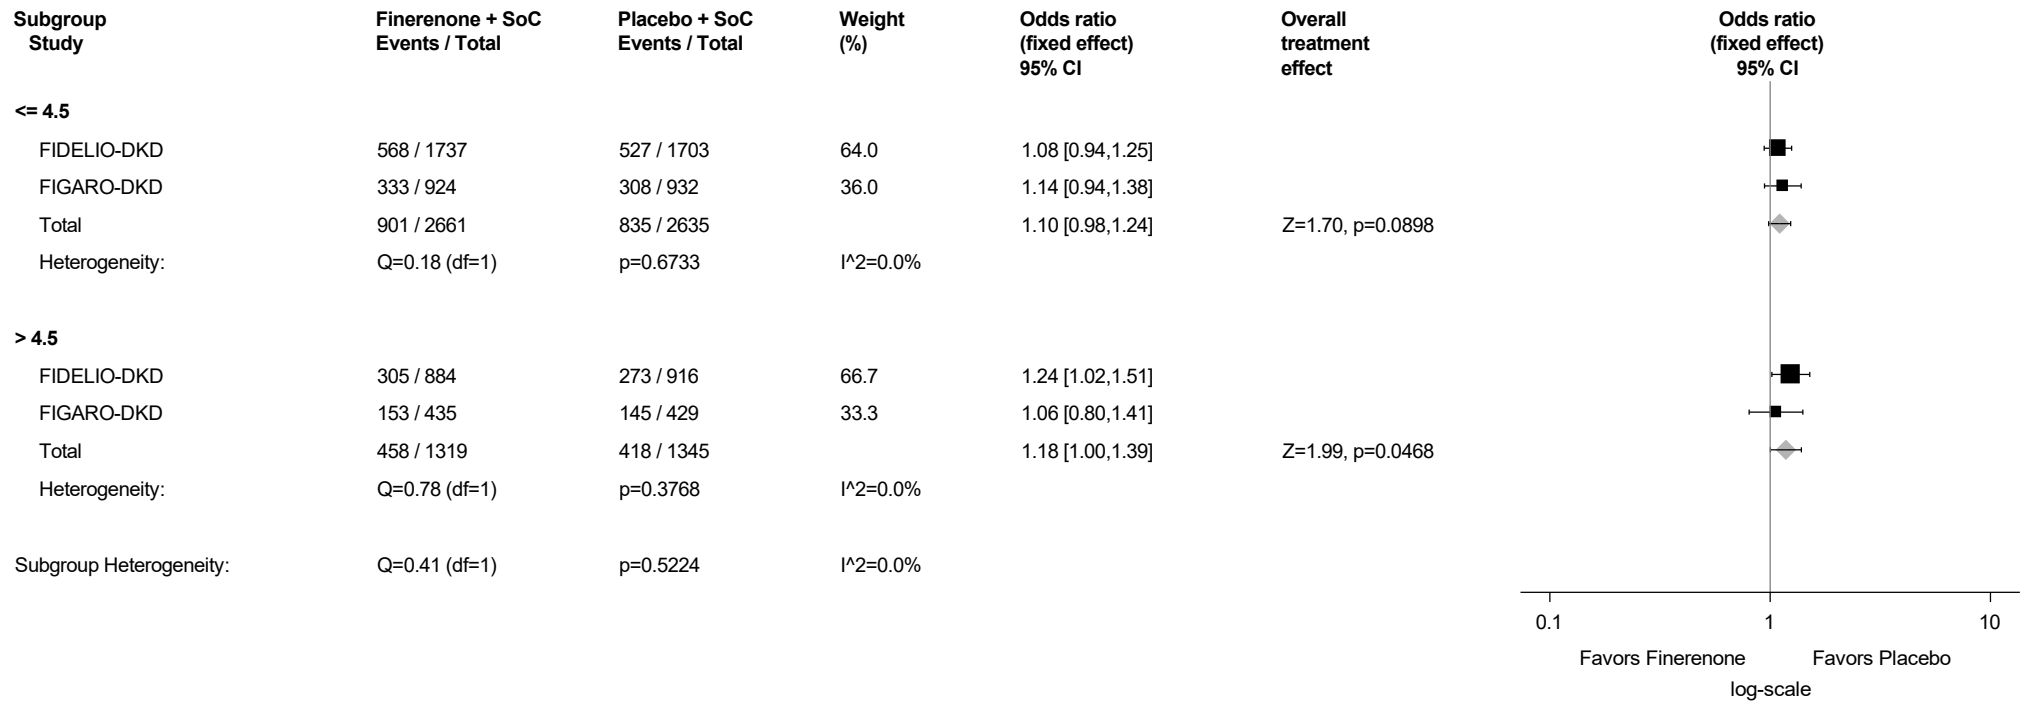 Subgroup Finerenone + SoC Placebo + SoC Weight Odds ratio Overall Odds ratio
Study Events / Total Events / Total (%) (fixed effect) treatment (fixed effect)
95% CI effect 95% CI
<= 4.5
FIDELIO-DKD 568 / 1737 527 / 1703 64.0 1.08 [0.94,1.25]
FIGARO-DKD 333 / 924 308 / 932 36.0 1.14 [0.94,1.38]
Total 901 / 2661 835 / 2635 1.10 [0.98,1.24] Z=1.70, p=0.0898
Heterogeneity: Q=0.18 (df=1) p=0.6733 I^2=0.0%
> 4.5
FIDELIO-DKD 305 / 884 273 / 916 66.7 1.24 [1.02,1.51]
FIGARO-DKD 153 / 435 145 / 429 33.3 1.06 [0.80,1.41]
Total 458 / 1319 418 / 1345 1.18 [1.00,1.39] Z=1.99, p=0.0468
Heterogeneity: Q=0.78 (df=1) p=0.3768 I^2=0.0%
Subgroup Heterogeneity: Q=0.41 (df=1) p=0.5224 I^2=0.0%
0.1 1 10
Favors Finerenone Favors Placebo
log-scale